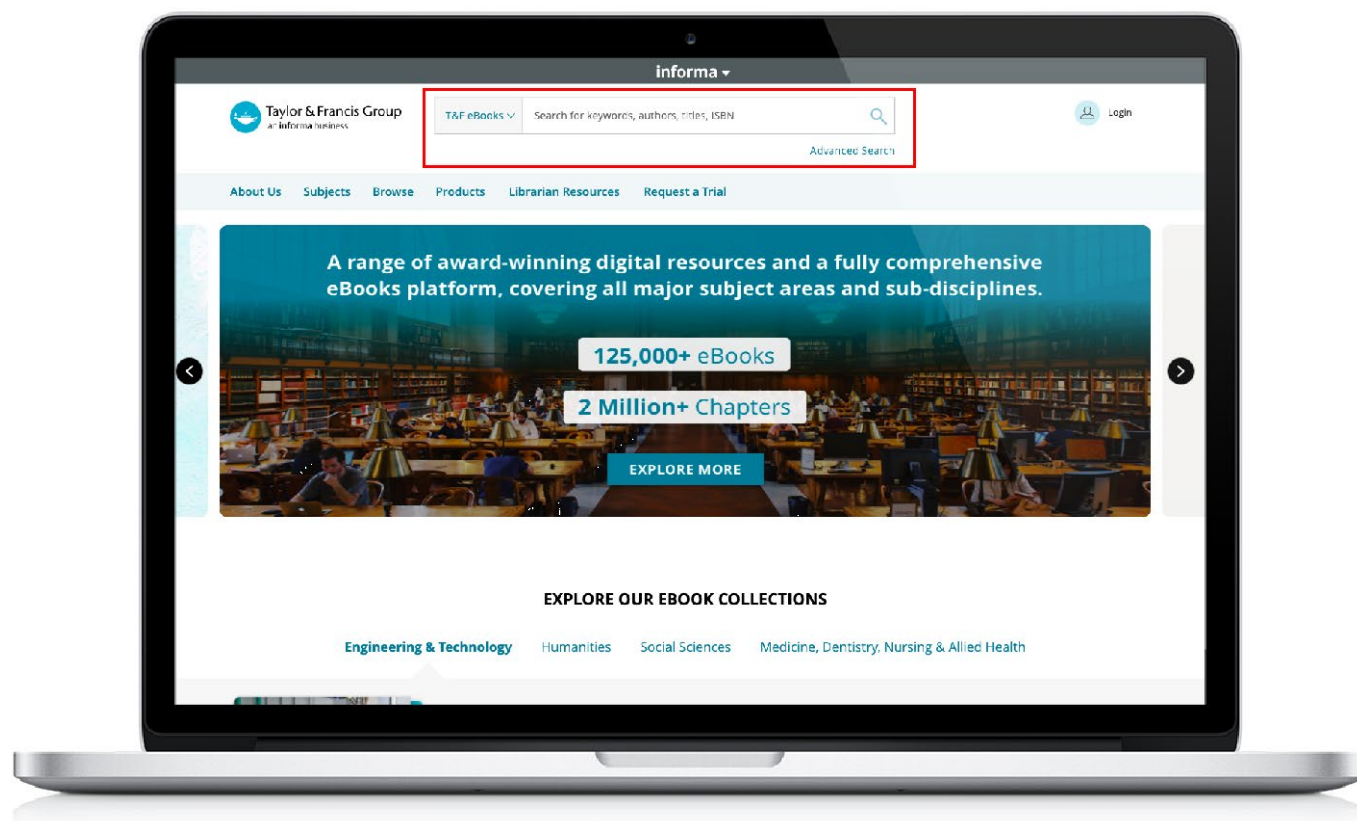 informa
Taylor & Francis Group
an informa business
T&F eBooks
Search for keywords, authors, titles, ISBN
Login
Advanced Search
About Us Subjects Browse Products Librarian Resources Request a Trial
A range of award-winning digital resources and a fully comprehensive
eBooks platform, covering all major subject areas and sub-disciplines.
125,000+ eBooks
2 Million+ Chapters
EXPLORE MORE
EXPLORE OUR EBOOK COLLECTIONS
Engineering & Technology Humanities Social Sciences Medicine, Dentistry, Nursing & Allied Health